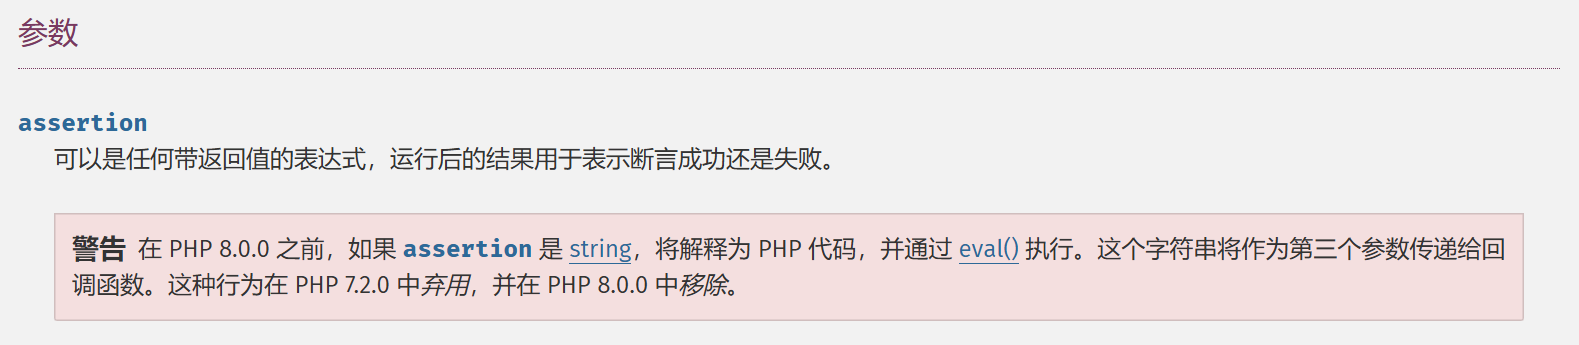 参数
assertion
可以是任何带返回值的表达式，运行后的结果用于表示断言成功还是失败。
警告 在 PHP 8.0.0 之前，如果 assertion 是 string，将解释为 PHP 代码，并通过 eval() 执行。这个字符串将作为第三个参数传递给回
调函数。这种行为在 PHP 7.2.0 中弃用，并在 PHP 8.0.0 中移除。